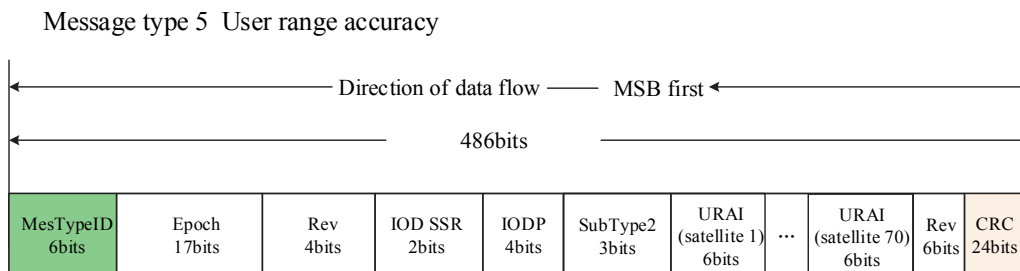 Message type 5 User range accuracy
Direction of data flow
MSB first
486bits
MesTypeID
6bits
Epoch
17bits
Rev
4bits
IOD SSR
2bits
IODP
4bits
SubType2
3bits
URAI
(satellite 1)
6bits
...
URAI
(satellite 70)
6bits
Rev
6bits
CRC
24bits